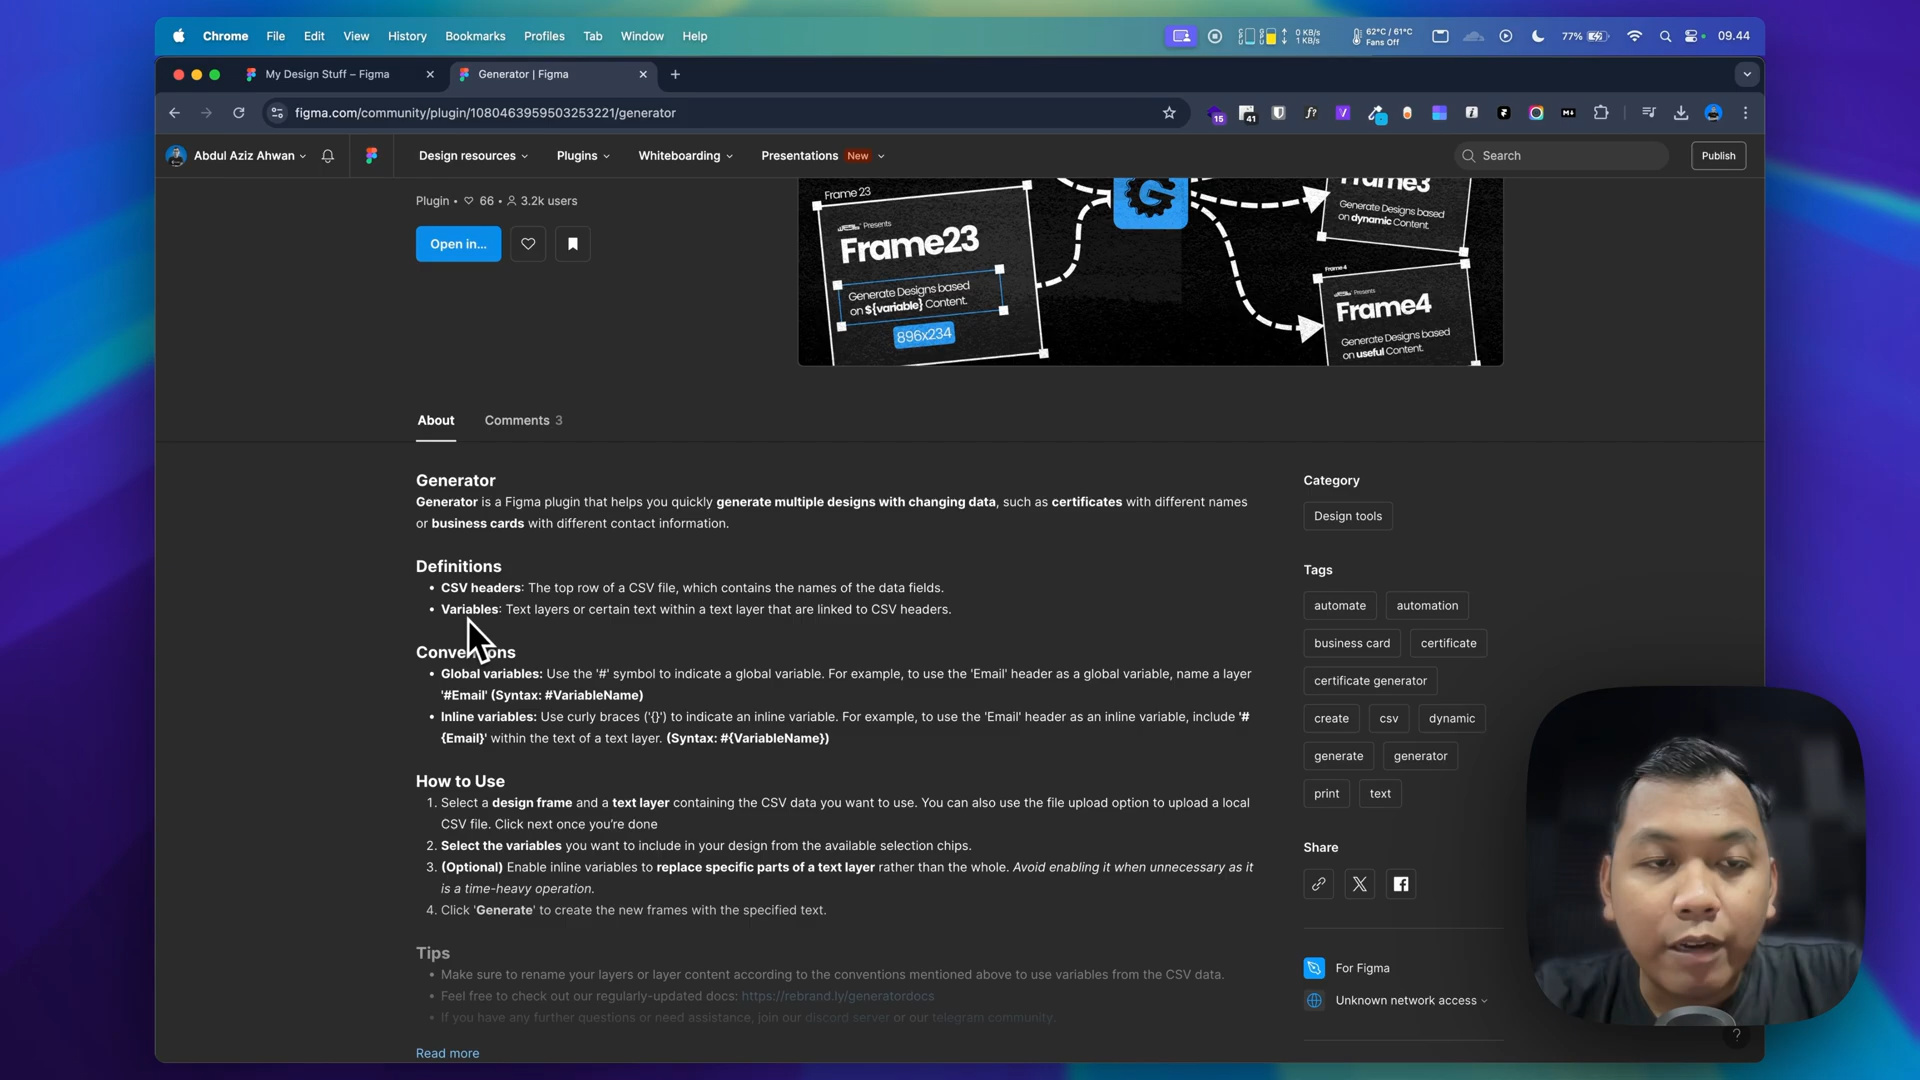 Chrome File Edit View History Bookmarks Profiles Tab Window Help
0 KB/s
1 KB/s
62°C / 61°C
Fans Off
77%
09.44
My Design Stuff – Figma
Generator | Figma
figma.com/community/plugin/1080463959503253221/generator
15
41
Abdul Aziz Ahwan
Design resources
Plugins
Whiteboarding
Presentations New
Search
Publish
Plugin • 66 • 3.2k users
Open in...
Frame 23
Presents
Frame23
Generate Designs based
on ${variable} Content.
896x234
G
Frame3
Generate Designs based
on dynamic Content.
Frame 4
Presents
Frame4
Generate Designs based
on useful Content.
About
Comments 3
Generator
Generator is a Figma plugin that helps you quickly generate multiple designs with changing data, such as certificates with different names
or business cards with different contact information.
Definitions
• CSV headers: The top row of a CSV file, which contains the names of the data fields.
• Variables: Text layers or certain text within a text layer that are linked to CSV headers.
Conventions
• Global variables: Use the '#' symbol to indicate a global variable. For example, to use the 'Email' header as a global variable, name a layer
'#Email' (Syntax: #VariableName)
• Inline variables: Use curly braces ('{}') to indicate an inline variable. For example, to use the 'Email' header as an inline variable, include '#
{Email}' within the text of a text layer. (Syntax: #{VariableName})
How to Use
1. Select a design frame and a text layer containing the CSV data you want to use. You can also use the file upload option to upload a local
CSV file. Click next once you're done
2. Select the variables you want to include in your design from the available selection chips.
3. (Optional) Enable inline variables to replace specific parts of a text layer rather than the whole. Avoid enabling it when unnecessary as it
is a time-heavy operation.
4. Click 'Generate' to create the new frames with the specified text.
Tips
• Make sure to rename your layers or layer content according to the conventions mentioned above to use variables from the CSV data.
• Feel free to check out our regularly-updated docs: https://rebrand.ly/generatordocs
• If you have any further questions or need assistance, join our discord server or our telegram community.
Read more
Category
Design tools
Tags
automate
automation
business card
certificate
certificate generator
create
csv
dynamic
generate
generator
print
text
Share
For Figma
Unknown network access
?